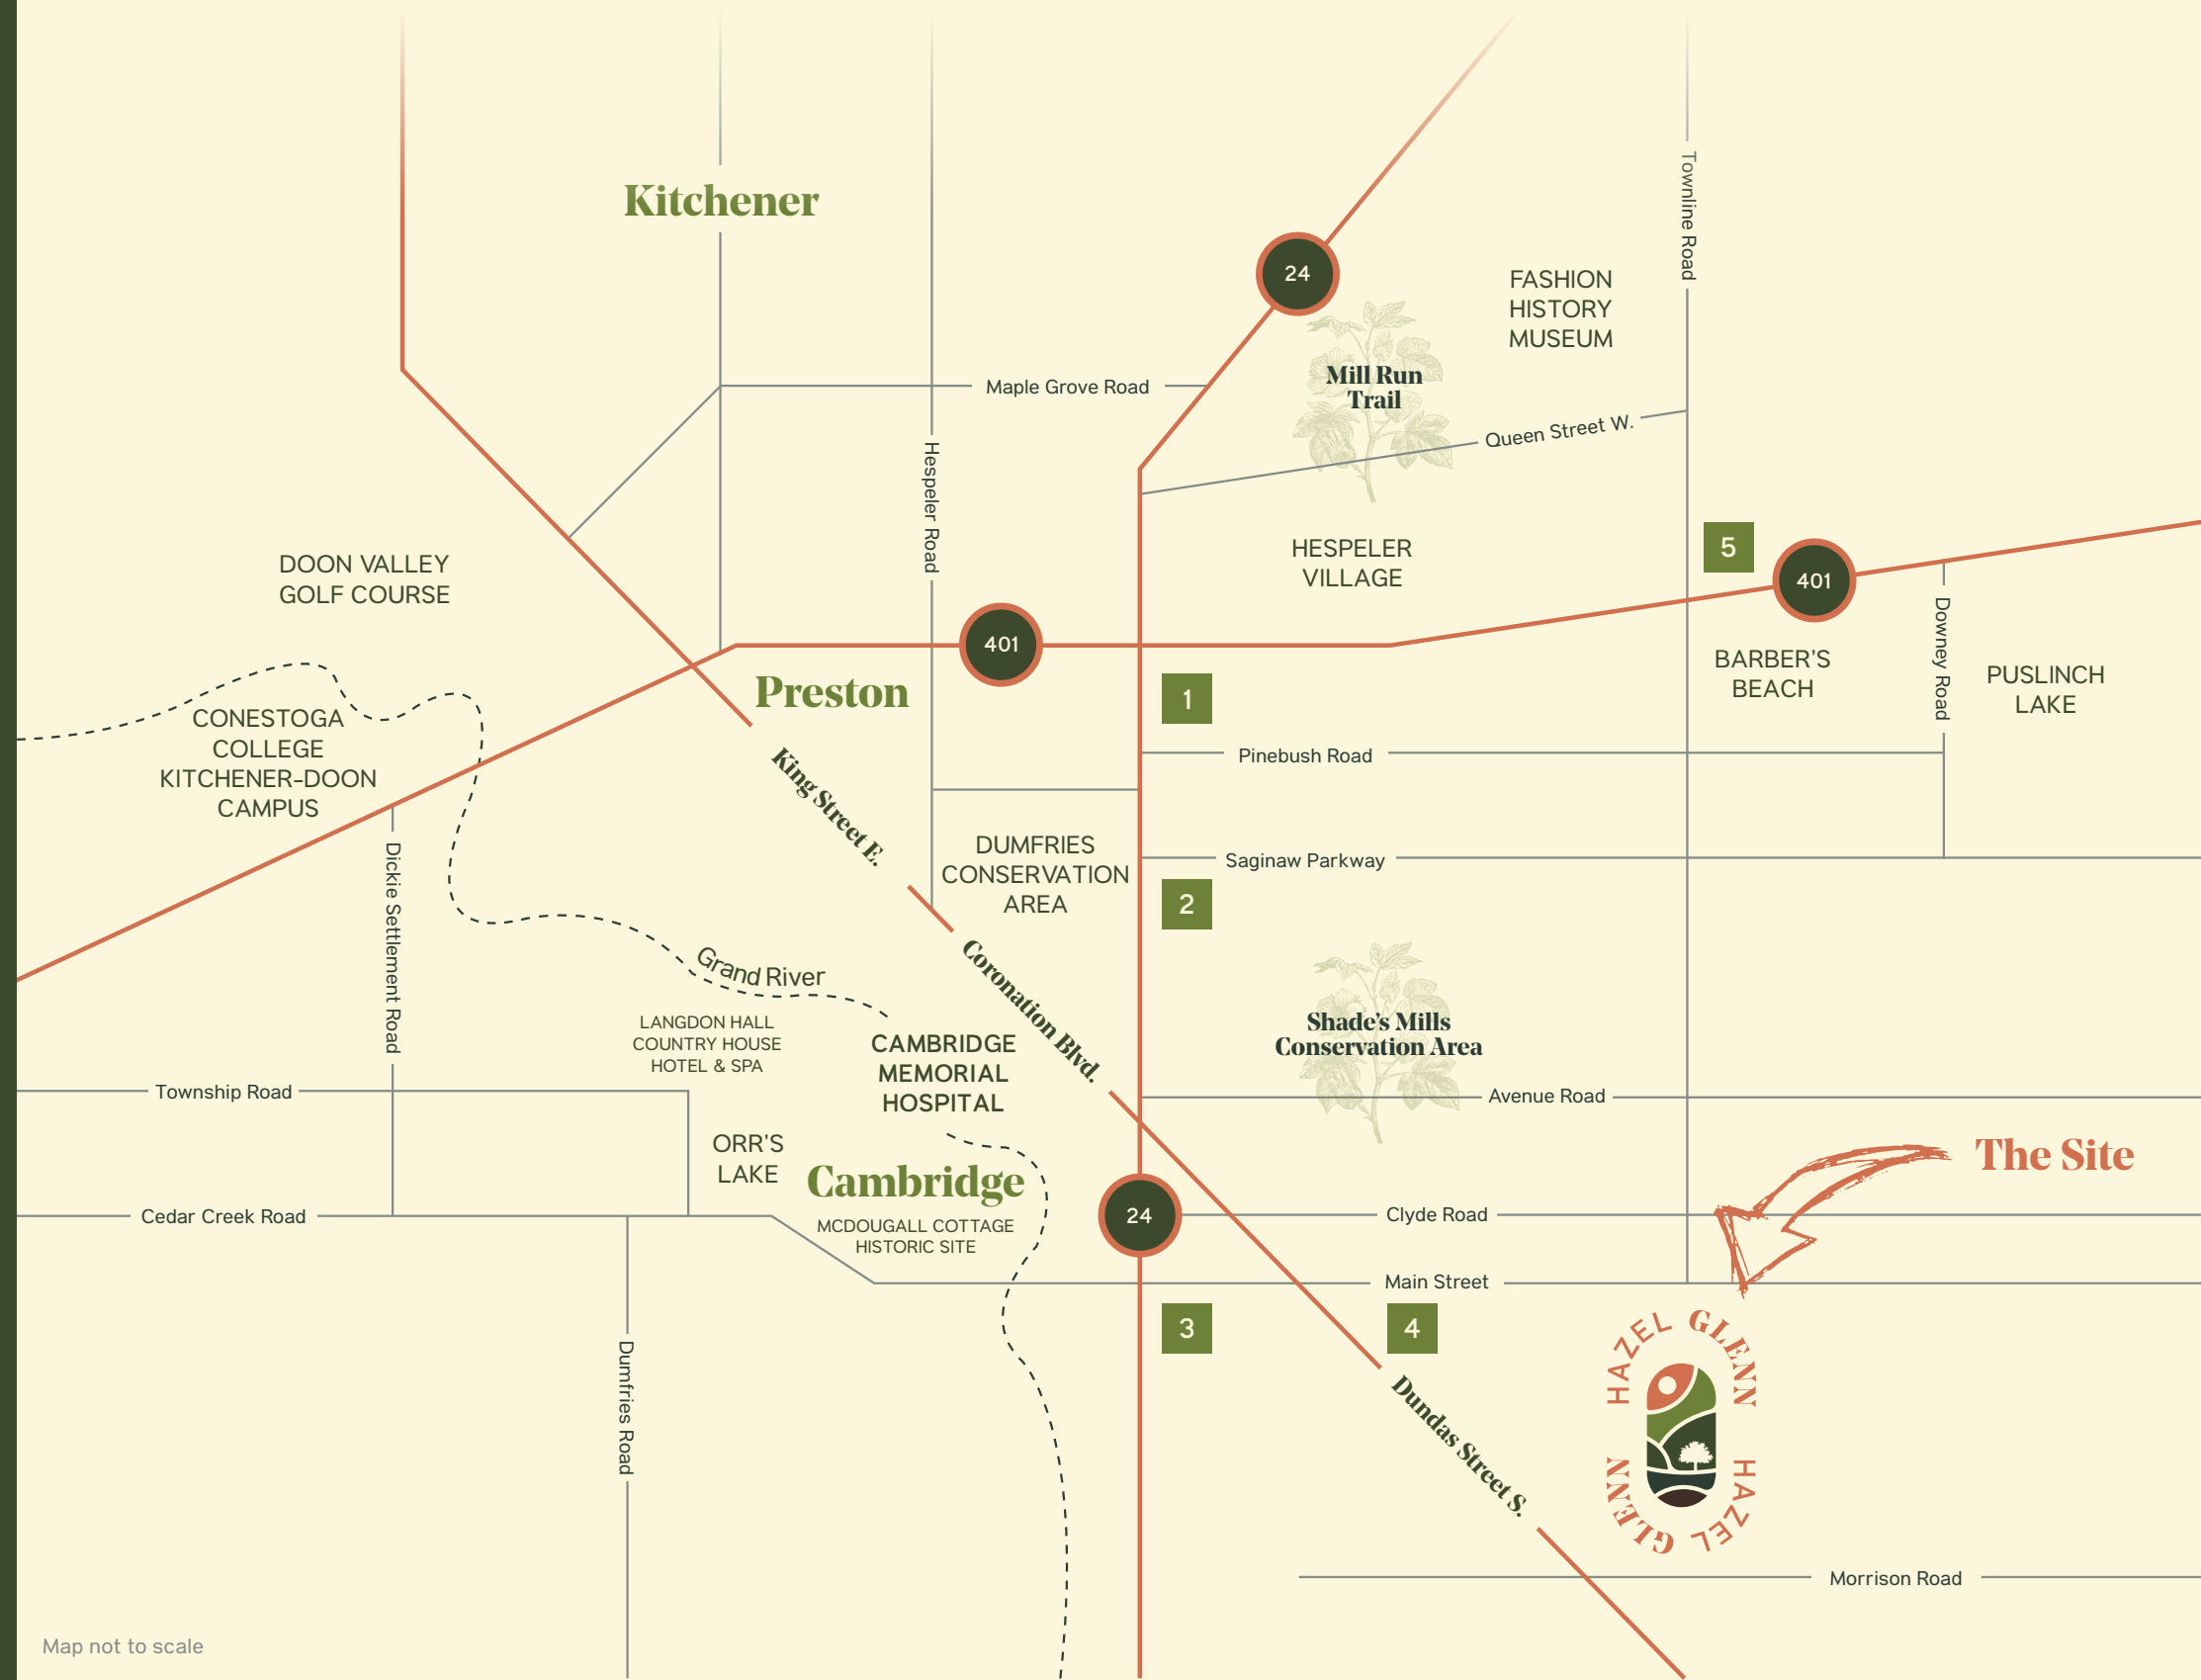 Kitchener
24
Townline Road
FASHION
HISTORY
MUSEUM
Mill Run
Trail
Maple Grove Road
Queen Street W.
Hespeler Road
HESPELER
VILLAGE
5
401
DOON VALLEY
GOLF COURSE
401
Downey Road
BARBER'S
BEACH
PUSLINCH
LAKE
Preston
1
CONESTOGA
COLLEGE
KITCHENER-DOON
CAMPUS
Pinebush Road
King Street E.
DUMFRIES
CONSERVATION
AREA
Saginaw Parkway
2
Dickie Settlement Road
Grand River
Coronation Blvd.
LANGDON HALL
COUNTRY HOUSE
HOTEL & SPA
CAMBRIDGE
MEMORIAL
HOSPITAL
Shade's Mills
Conservation Area
Township Road
Avenue Road
ORR'S
LAKE
Cambridge
The Site
Cedar Creek Road
MCDOUGALL COTTAGE
HISTORIC SITE
24
Clyde Road
Main Street
3
4
HAZEL GLENN
HAZEL GLENN
Dumfries Road
Dundas Street S.
Morrison Road
Map not to scale